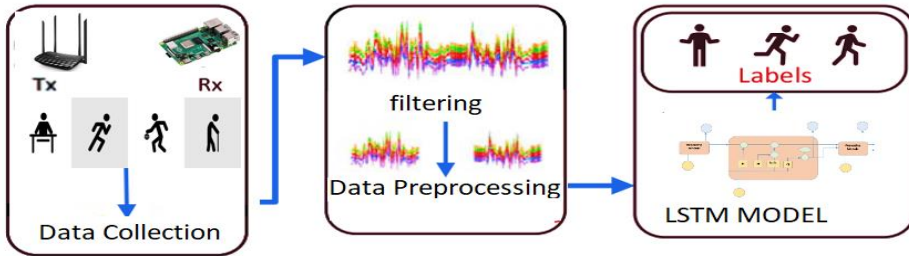 Tx
Rx
Data Collection
filtering
Data Preprocessing
Labels
LSTM MODEL